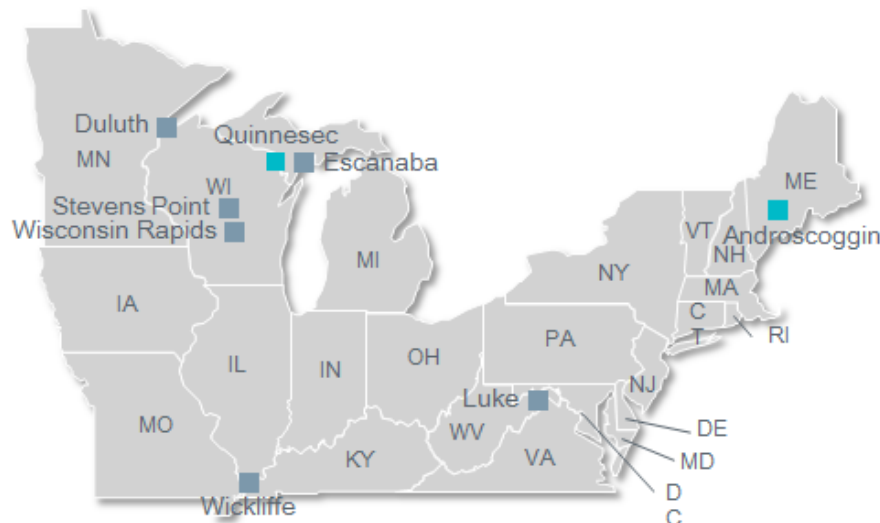 Duluth
Quinnesec
MN
Escanaba
WI
ME
Stevens Point
Wisconsin Rapids
VT
Androscoggin
NH
MI
NY
MA
IA
C
T
RI
PA
OH
IL
IN
NJ
Luke
MO
WV
DE
KY
VA
MD
Wickliffe
D
C